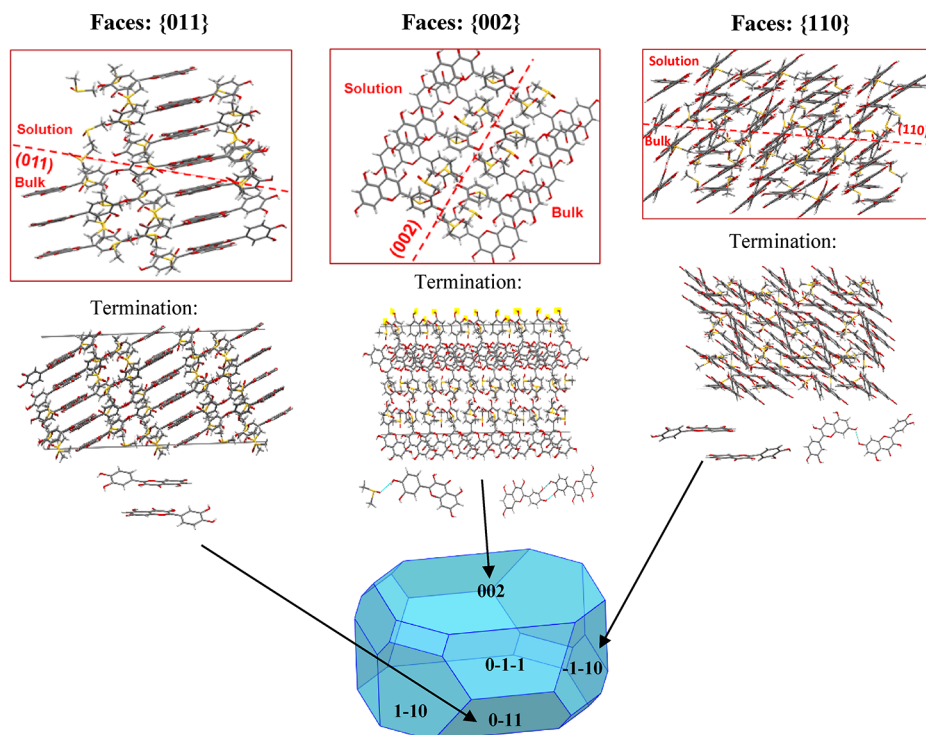 Faces: {011}
Faces: {002}
Faces: {110}
Solution
(011)
Bulk
Solution
(002)
Bulk
Solution
(110)
Bulk
Termination:
Termination:
Termination:
002
0-1-1
-1-10
1-10
0-11